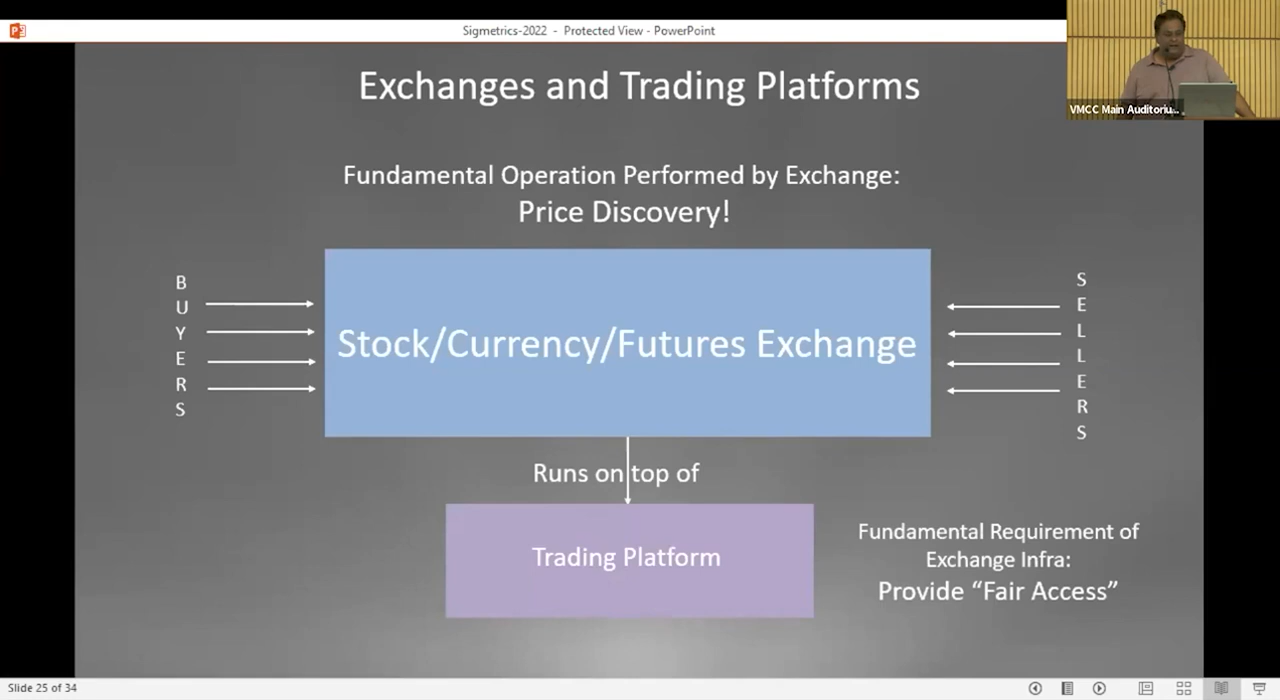 Sigmetrics-2022 - Protected View - PowerPoint
VMCC Main Auditoriu...
Exchanges and Trading Platforms
Fundamental Operation Performed by Exchange:
Price Discovery!
B
U
Y
E
R
S
Stock/Currency/Futures Exchange
S
E
L
L
E
R
S
Runs on top of
Trading Platform
Fundamental Requirement of
Exchange Infra:
Provide “Fair Access”
Slide 25 of 34